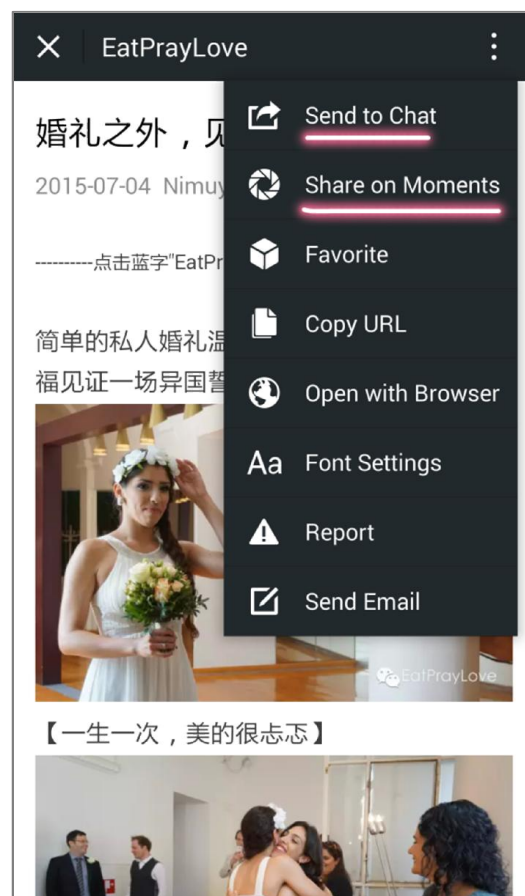 EatPrayLove
Send to Chat
婚礼之外，见
Share on Moments
2015-07-04 Nimuy
Favorite
----------点击蓝字"EatPr
Copy URL
简单的私人婚礼温
福见证一场异国誓
Open with Browser
Aa Font Settings
Report
Send Email
EatPrayLove
【一生一次，美的很忐忑】